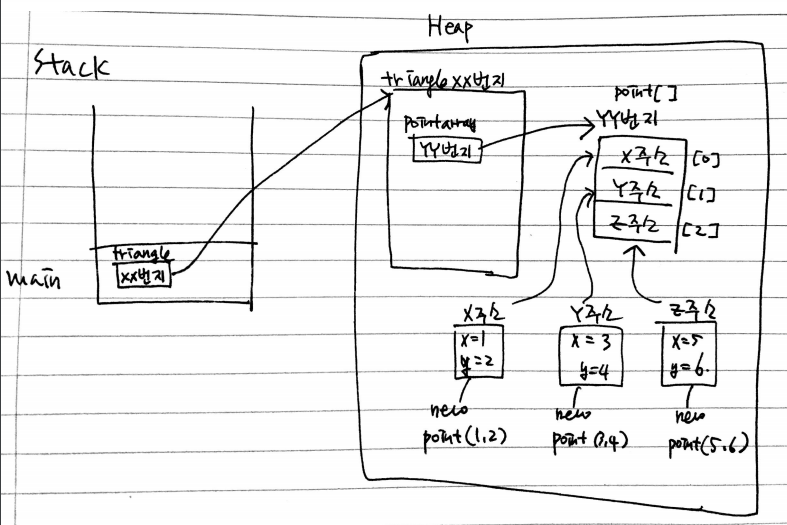 Heap
Stack
triangle xx번지
point[]
YY번지
pointarray
YY번지
X주소 [0]
Y주소 [1]
Z주소 [2]
triangle
xx번지
main
X주소 Y주소 Z주소
x=1 x=3 x=5
y=2 y=4 y=6.
new new new
point(1,2) point(3,4) point(5,6)